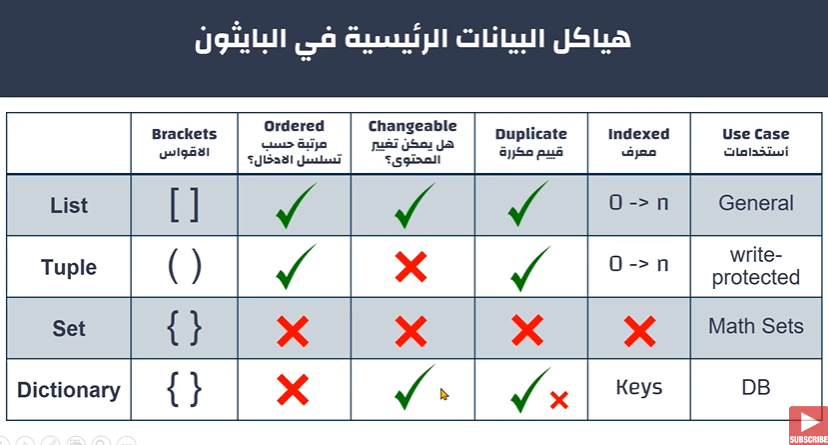 هياكل البيانات الرئيسية في البايثون
Brackets
الاقواس
Ordered
مرتبة حسب
تسلسل الادخال؟
Changeable
هل يمكن تغيير
المحتوى؟
Duplicate
قييم مكررة
Indexed
معرف
Use Case
أستخدامات
List
[ ]
0 -> n
General
Tuple
( )
0 -> n
write-
protected
Set
{ }
Math Sets
Dictionary
{ }
Keys
DB
SUBSCRIBE